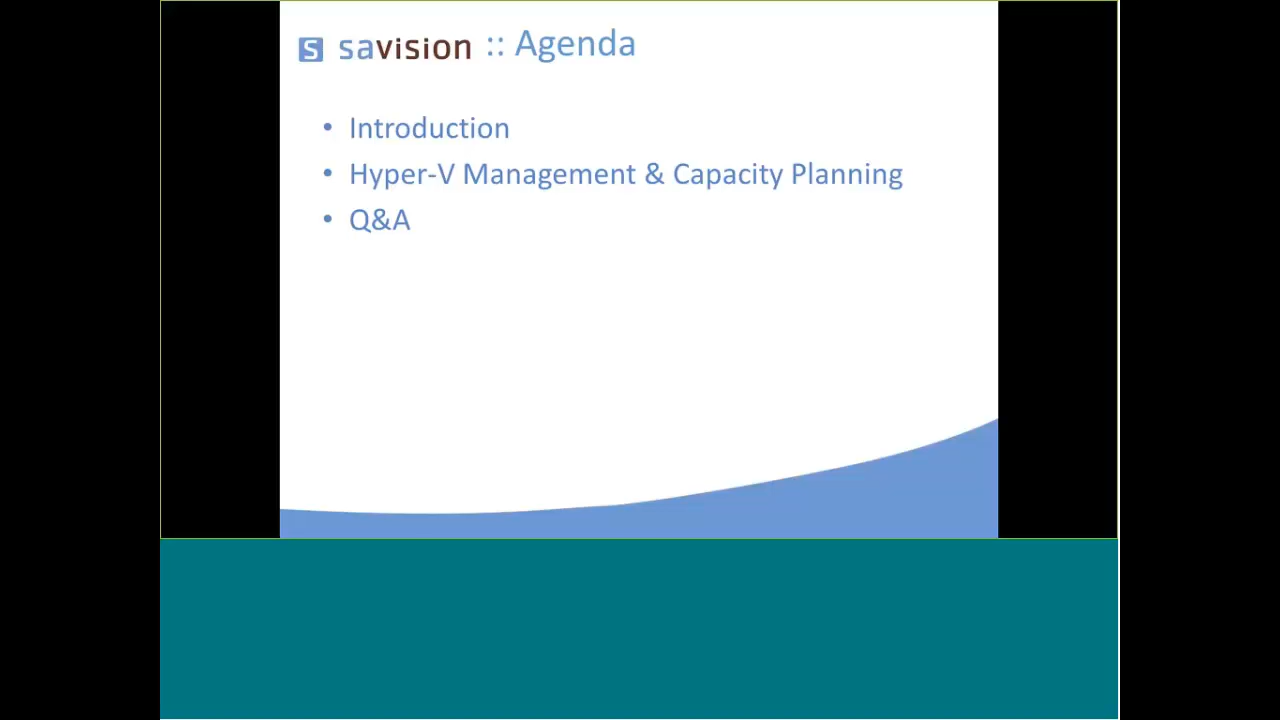 S savision :: Agenda
• Introduction
• Hyper-V Management & Capacity Planning
• Q&A